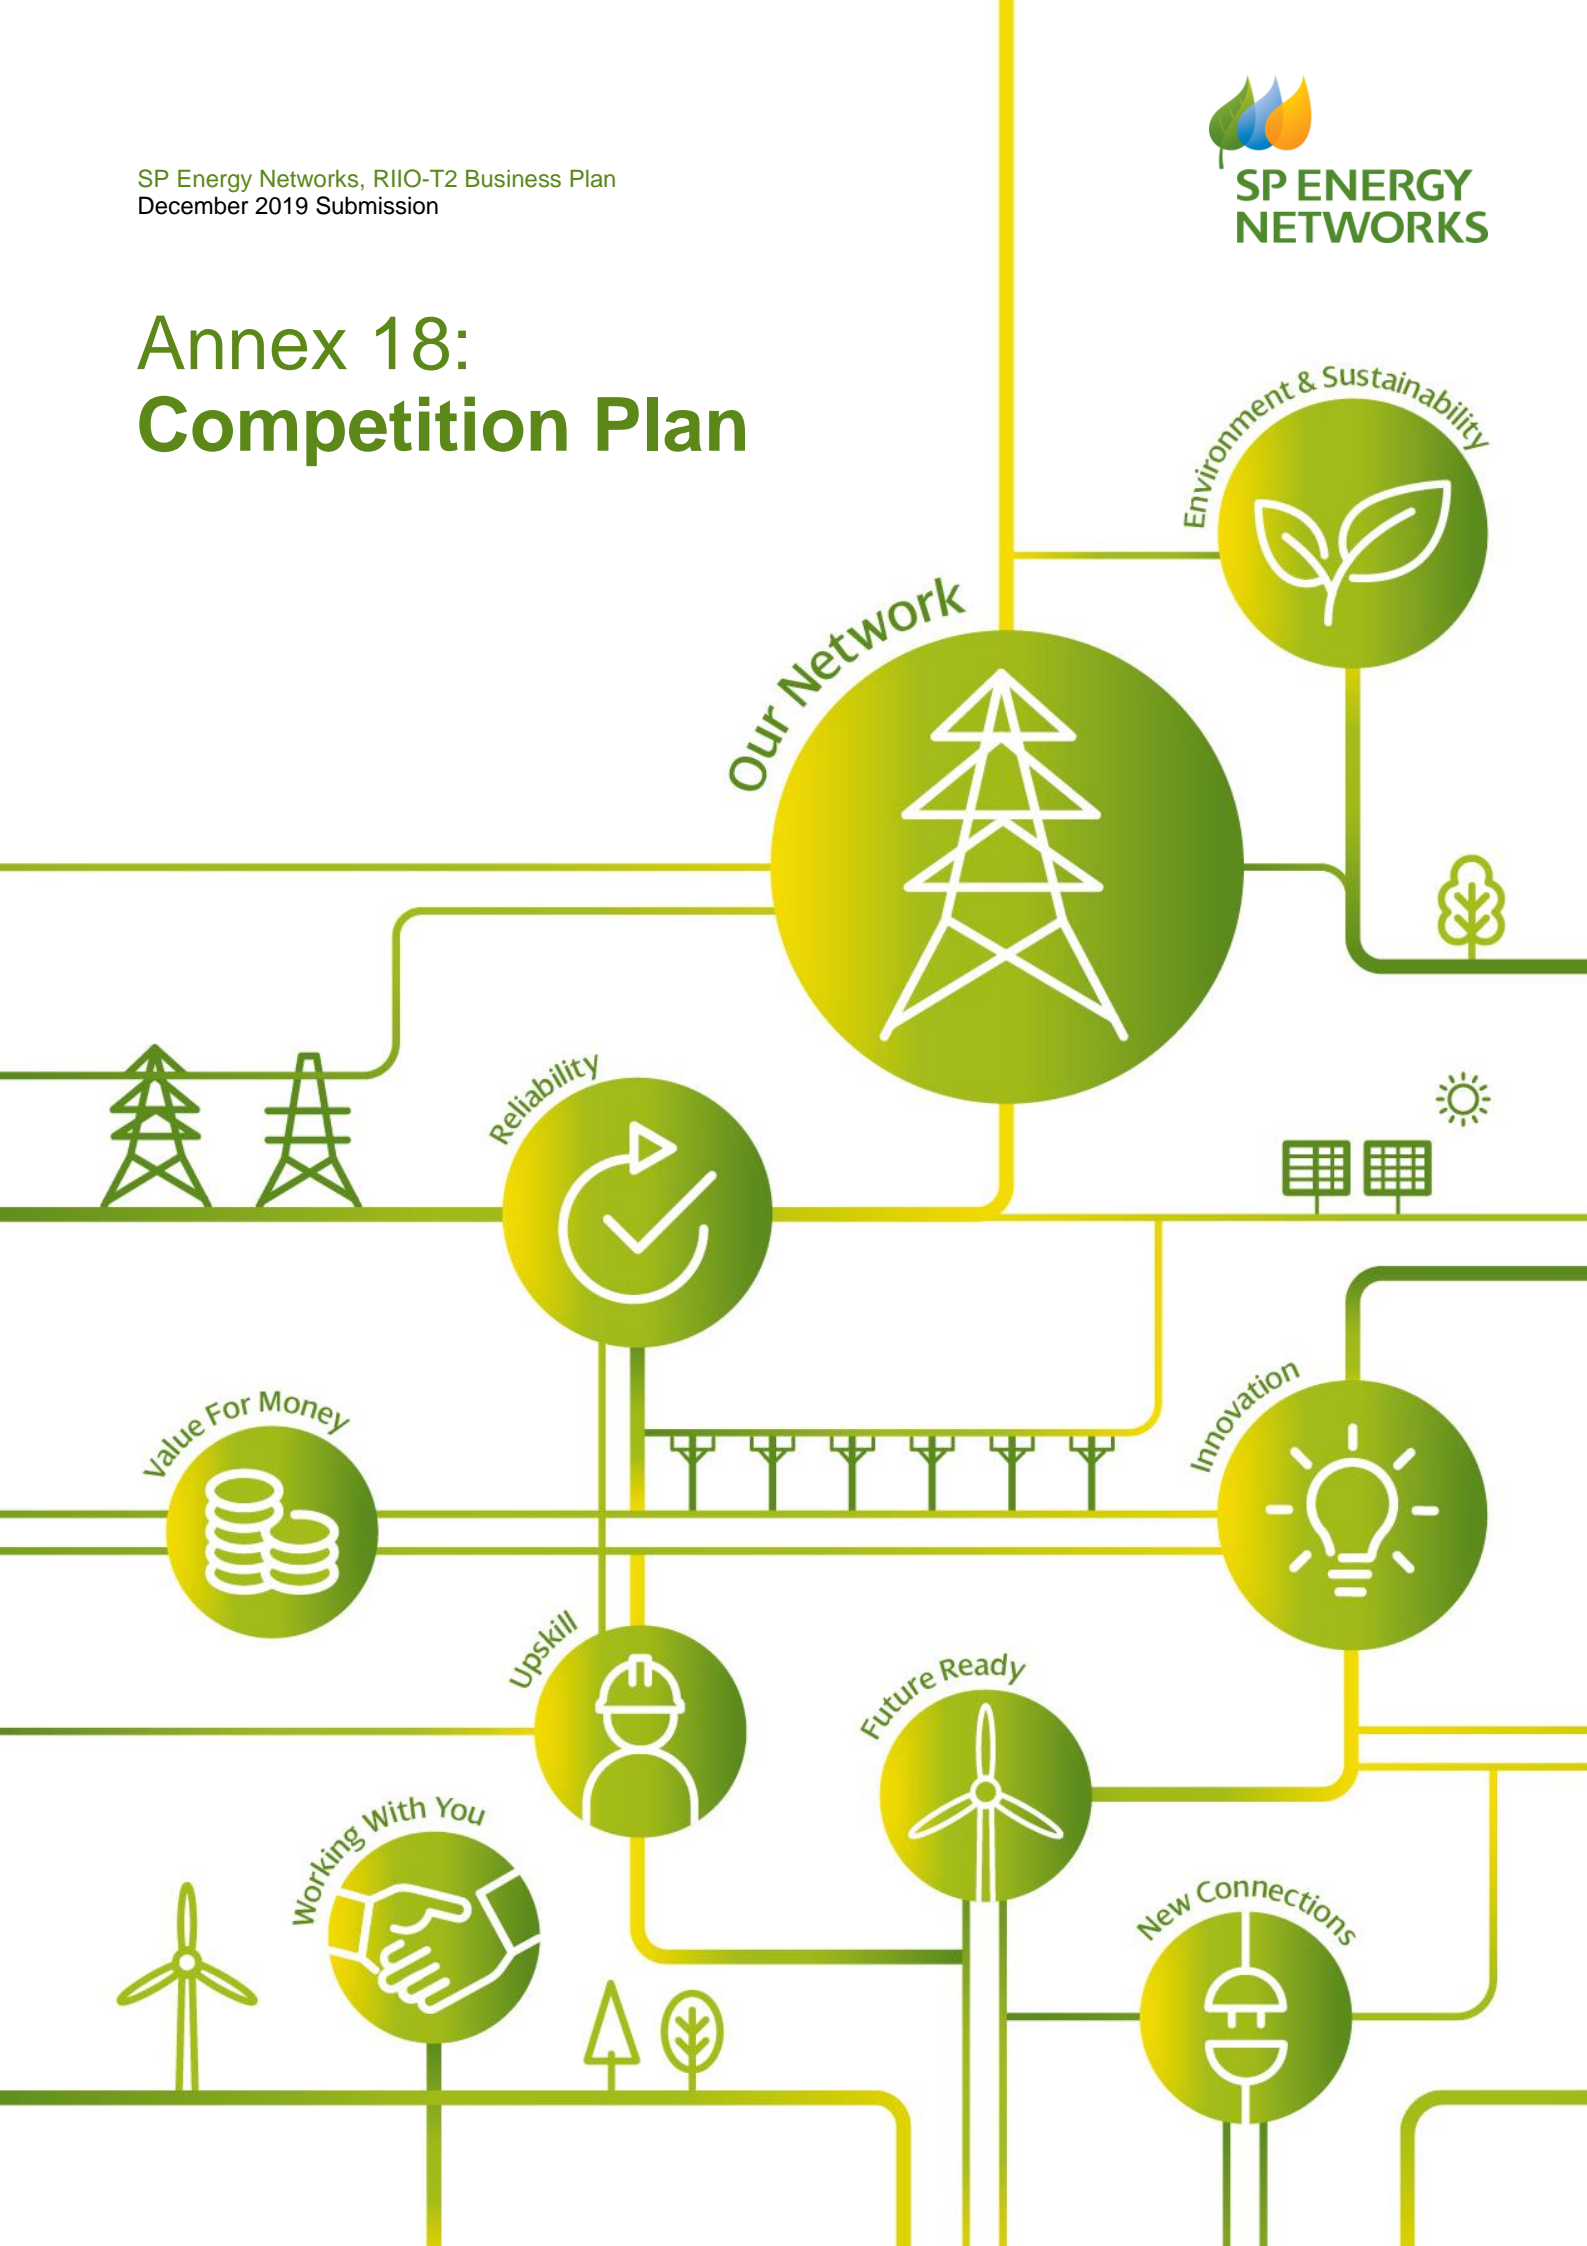 SP Energy Networks, RIIO-T2 Business Plan
December 2019 Submission
SP ENERGY
NETWORKS
Annex 18:
Competition Plan
Environment & Sustainability
Our Network
Reliability
Innovation
Value For Money
Upskill
Future Ready
Working With You
New Connections